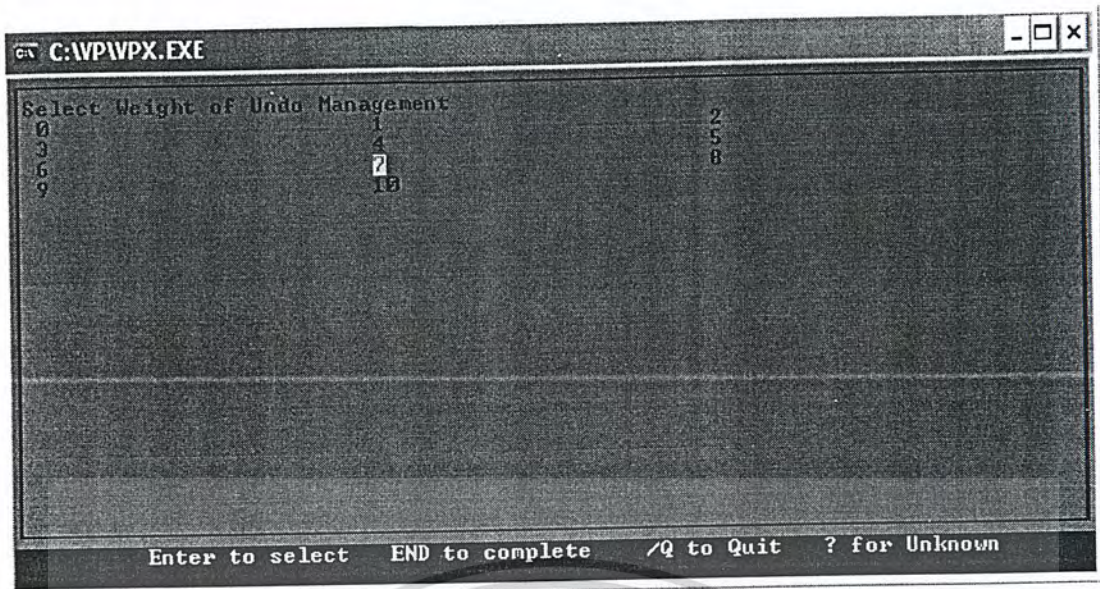 C:\VP\VPX.EXE
Select Weight of Undo Management
0 1 2
3 4 5
6 7 8
9 10
Enter to select END to complete /Q to Quit ? for Unknown